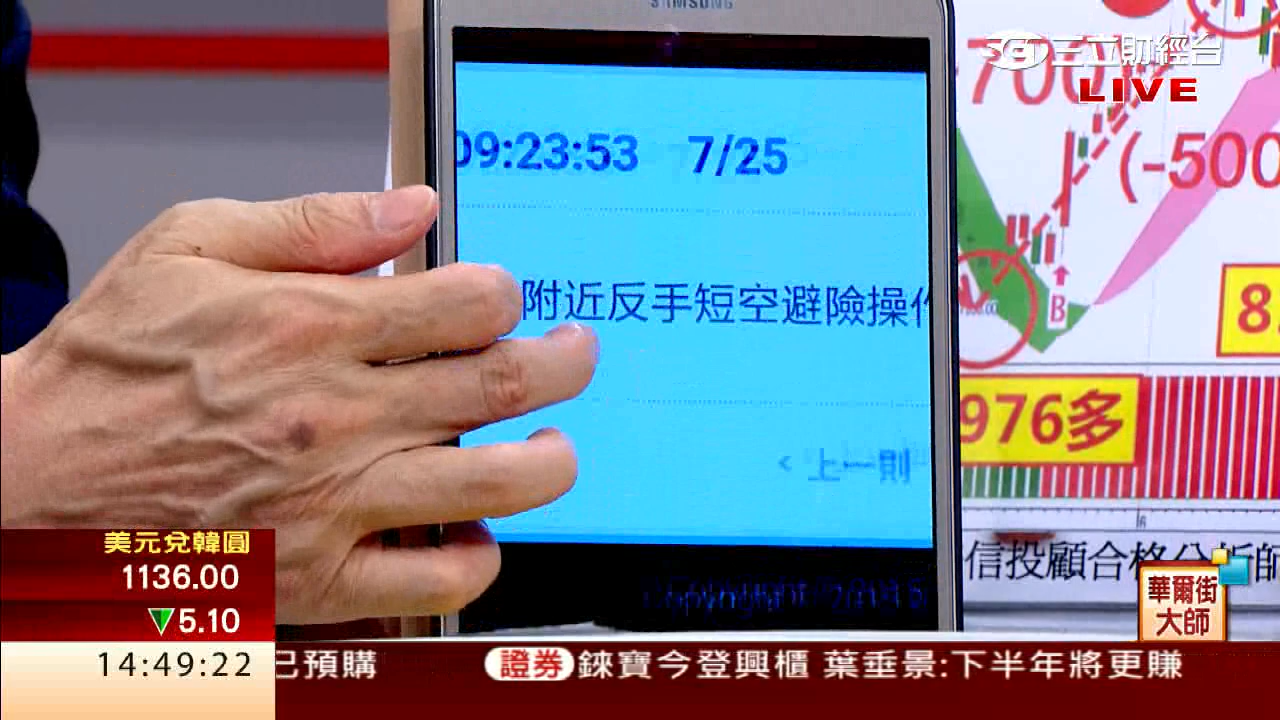 SAMSUNG
三立財經台
LIVE
09:23:53 7/25
附近反手短空避險操作
< 上一則
700
(-500
B
8
976多
信投顧合格分析師
華爾街
大師
美元兌韓圓
1136.00
▼5.10
14:49:22
已預購
證券 錸寶今登興櫃 葉垂景:下半年將更賺